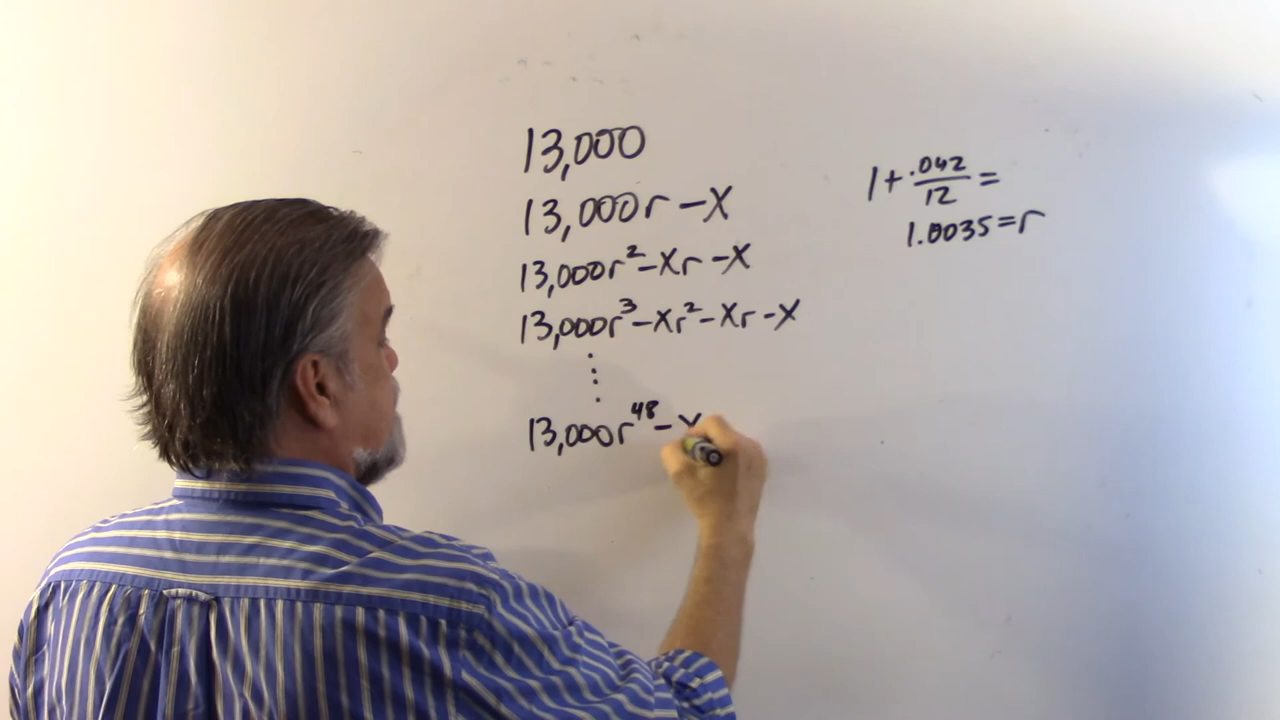 13,000
13,000r - X
13,000r² - Xr - X
13,000r³ - Xr² - Xr - X
⋮
13,000r⁴⁸ - X
1 + .042/12 =
1.0035 = r